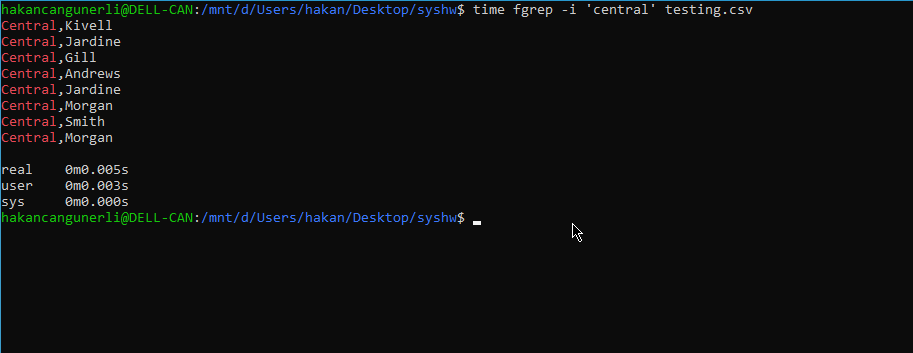 hakancangunerli@DELL-CAN:/mnt/d/Users/hakan/Desktop/syshw$ time fgrep -i 'central' testing.csv
Central,Kivell
Central,Jardine
Central,Gill
Central,Andrews
Central,Jardine
Central,Morgan
Central,Smith
Central,Morgan

real    0m0.005s
user    0m0.003s
sys     0m0.000s
hakancangunerli@DELL-CAN:/mnt/d/Users/hakan/Desktop/syshw$